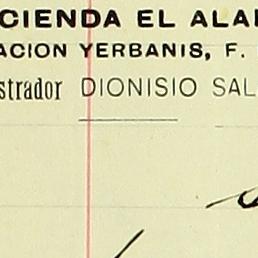 CIENDA EL ALA
ACION YERBANIS, F.
strador DIONISIO SAL